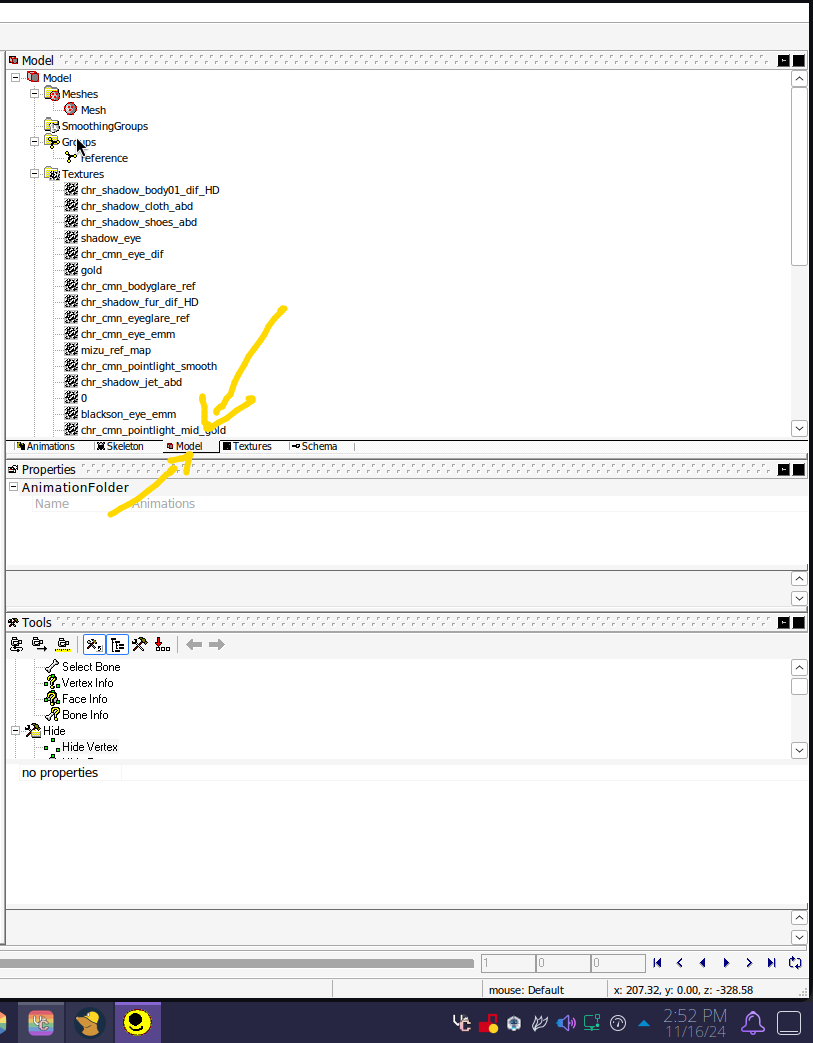 Model
Model
Meshes
Mesh
SmoothingGroups
Groups
reference
Textures
chr_shadow_body01_dif_HD
chr_shadow_cloth_abd
chr_shadow_shoes_abd
shadow_eye
chr_cmn_eye_dif
gold
chr_cmn_bodyglare_ref
chr_shadow_fur_dif_HD
chr_cmn_eyeglare_ref
chr_cmn_eye_emm
mizu_ref_map
chr_cmn_pointlight_smooth
chr_shadow_jet_abd
0
blackson_eye_emm
chr_cmn_pointlight_mid_gold
Animations Skeleton Model Textures Schema
Properties
AnimationFolder
Name Animations
Tools
Select Bone
Vertex Info
Face Info
Bone Info
Hide
Hide Vertex
no properties
1 0 0
mouse: Default x: 207.32, y: 0.00, z: -328.58
2:52 PM
11/16/24